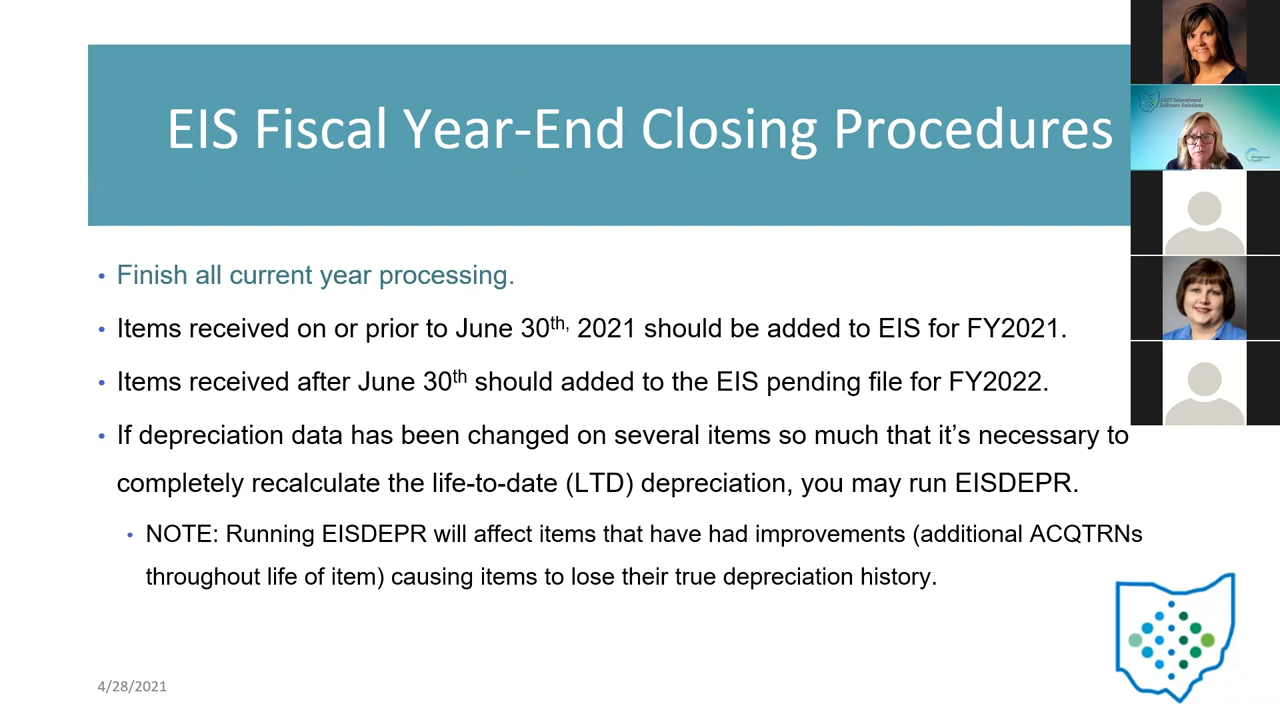 EIS Fiscal Year-End Closing Procedures
• Finish all current year processing.
• Items received on or prior to June 30th, 2021 should be added to EIS for FY2021.
• Items received after June 30th should added to the EIS pending file for FY2022.
• If depreciation data has been changed on several items so much that it’s necessary to
completely recalculate the life-to-date (LTD) depreciation, you may run EISDEPR.
• NOTE: Running EISDEPR will affect items that have had improvements (additional ACQTRNs
throughout life of item) causing items to lose their true depreciation history.
4/28/2021